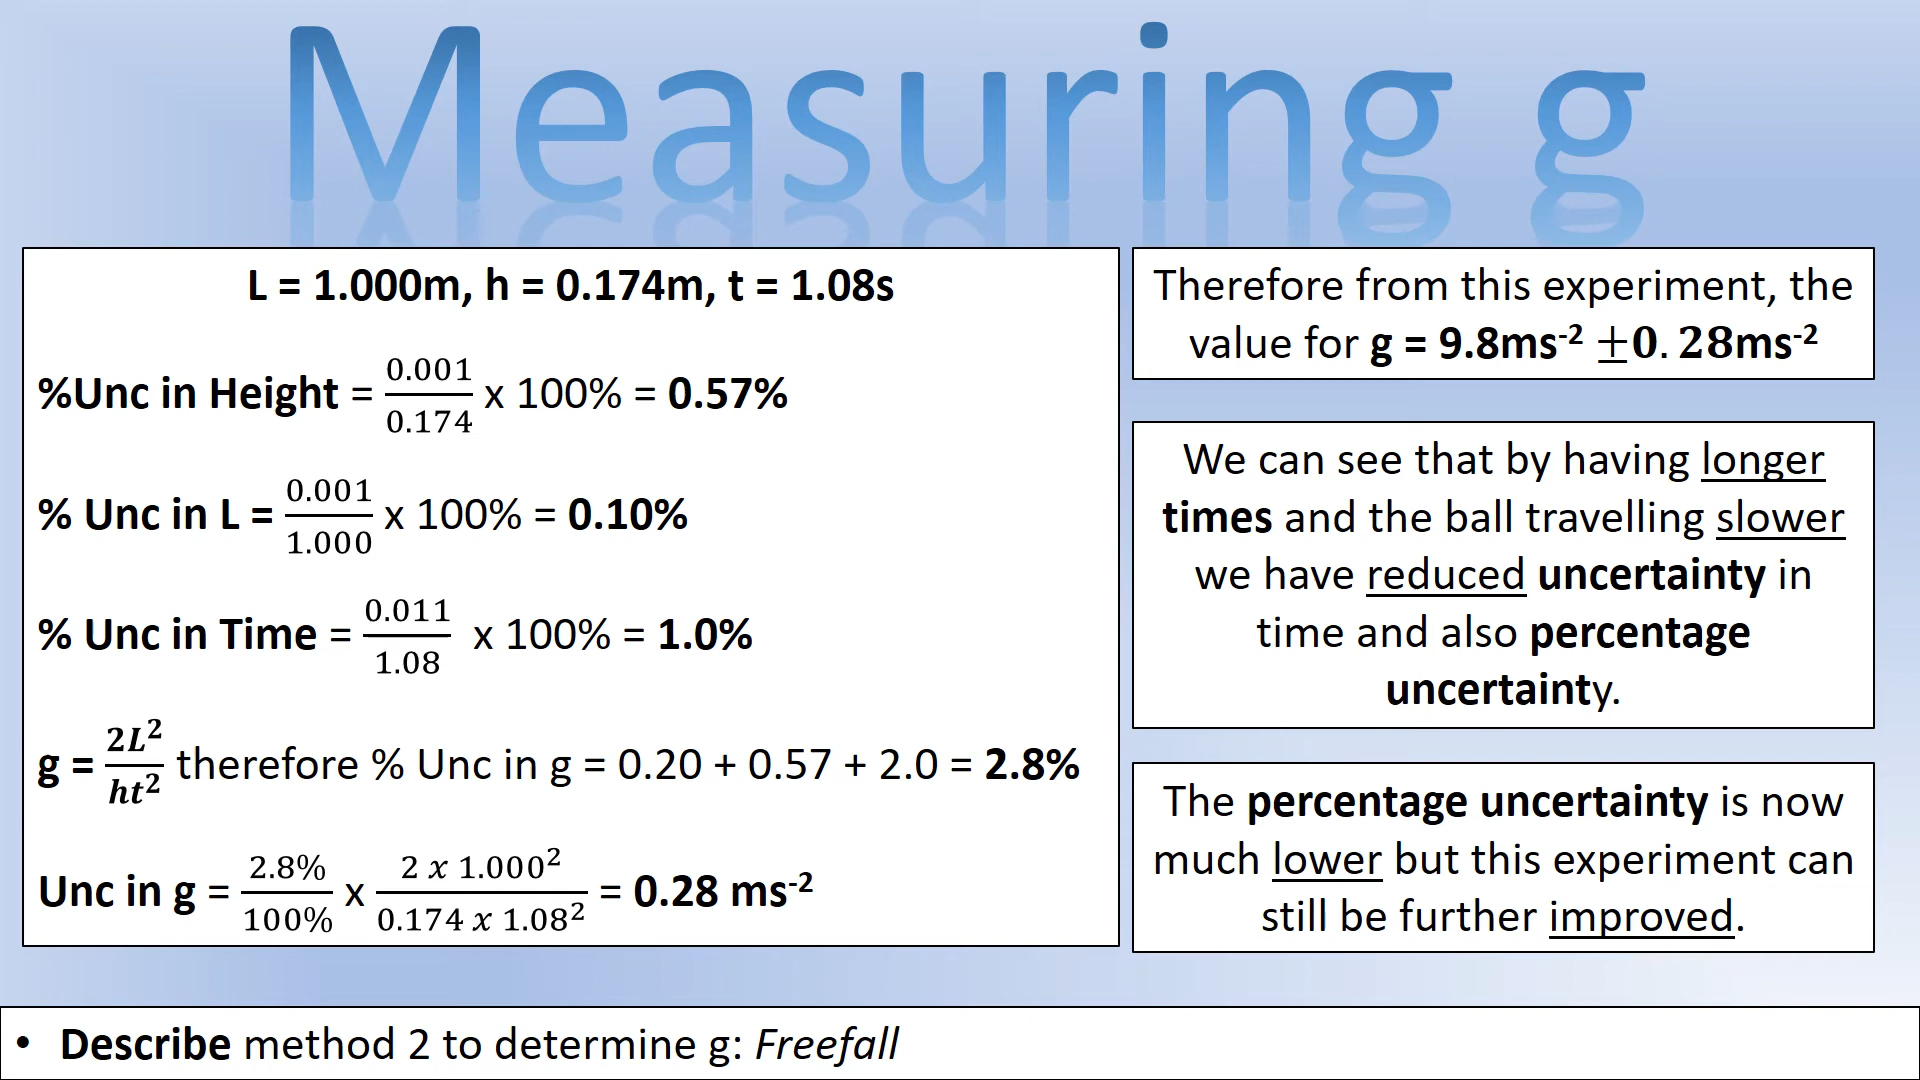 Measuring g
L = 1.000m, h = 0.174m, t = 1.08s
%Unc in Height = 0.001/0.174 x 100% = 0.57%
% Unc in L = 0.001/1.000 x 100% = 0.10%
% Unc in Time = 0.011/1.08 x 100% = 1.0%
g = 2L²/ht² therefore % Unc in g = 0.20 + 0.57 + 2.0 = 2.8%
Unc in g = 2.8%/100% x 2 x 1.000²/0.174 x 1.08² = 0.28 ms⁻²
Therefore from this experiment, the
value for g = 9.8ms⁻² ±0.28ms⁻²
We can see that by having longer
times and the ball travelling slower
we have reduced uncertainty in
time and also percentage
uncertainty.
The percentage uncertainty is now
much lower but this experiment can
still be further improved.
• Describe method 2 to determine g: Freefall